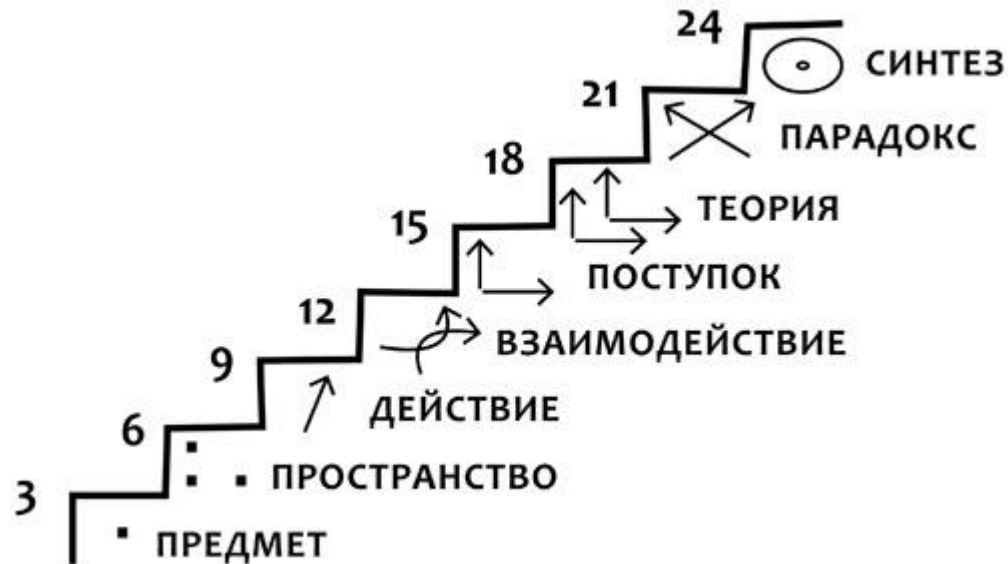 24
СИНТЕЗ
21
ПАРАДОКС
18
ТЕОРИЯ
15
ПОСТУПОК
12
ВЗАИМОДЕЙСТВИЕ
9
ДЕЙСТВИЕ
6
ПРОСТРАНСТВО
3
ПРЕДМЕТ